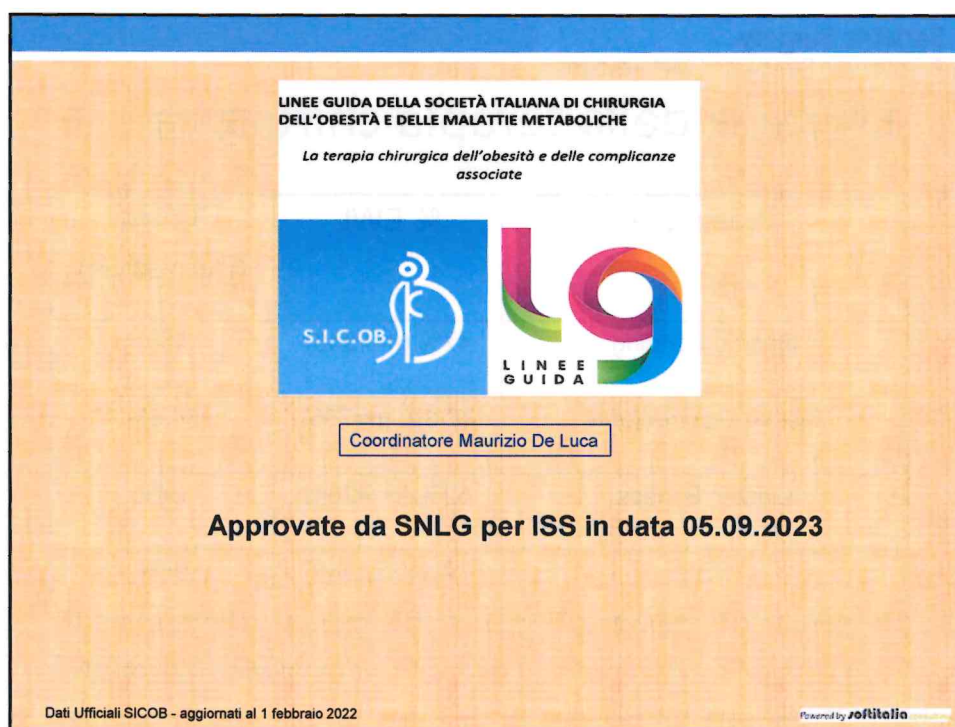 LINEE GUIDA DELLA SOCIETÀ ITALIANA DI CHIRURGIA
DELL'OBESITÀ E DELLE MALATTIE METABOLICHE
La terapia chirurgica dell'obesità e delle complicanze
associate
S.I.C.OB.
LINEE
GUIDA
Coordinatore Maurizio De Luca
Approvate da SNLG per ISS in data 05.09.2023
Dati Ufficiali SICOB - aggiornati al 1 febbraio 2022
Powered by softitalia